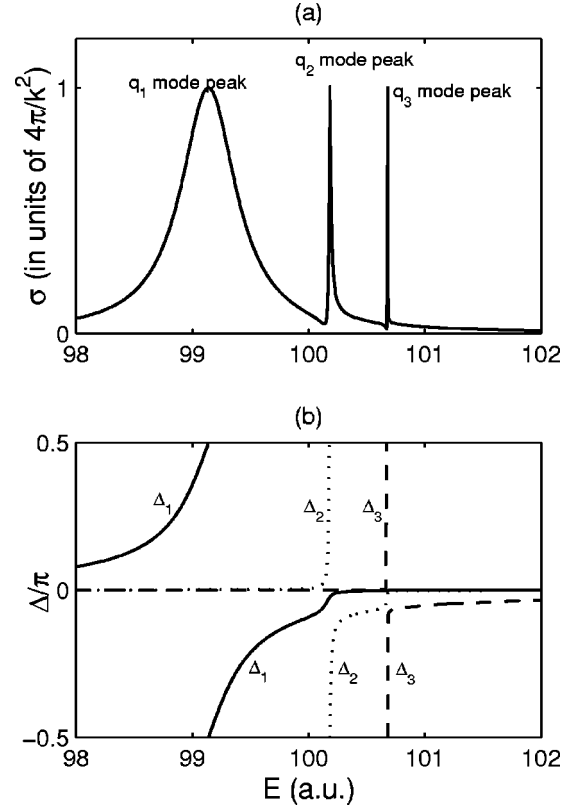 (a)
q₂ mode peak
q₁ mode peak
q₃ mode peak
1
σ (in units of 4π/k²)
0
98 99 100 101 102
(b)
0.5
Δ₁ Δ₂ Δ₃
Δ/π
0
Δ₁ Δ₂ Δ₃
-0.5
98 99 100 101 102
E (a.u.)